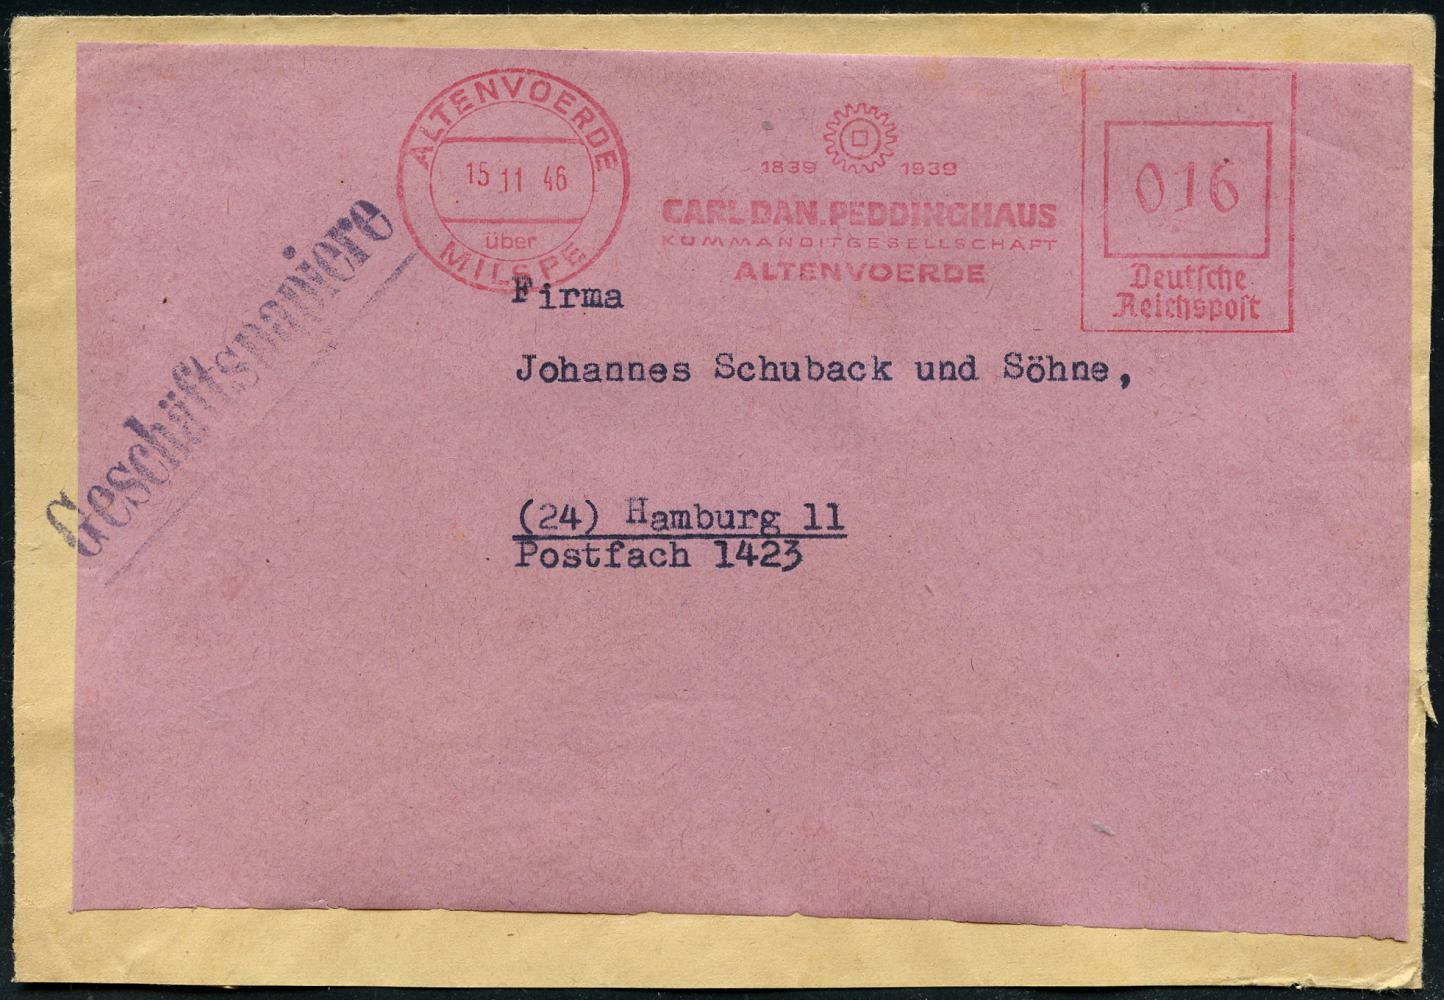 ALTENVOERDE
15 11 46
über
MILSPE
1839 1939
CARL DAN. PEDDINGHAUS
KOMMANDITGESELLSCHAFT
ALTENVOERDE
016
Deutsche
Reichspost
Geschäftspapiere
Firma
Johannes Schuback und Söhne,
(24) Hamburg 11
Postfach 1423